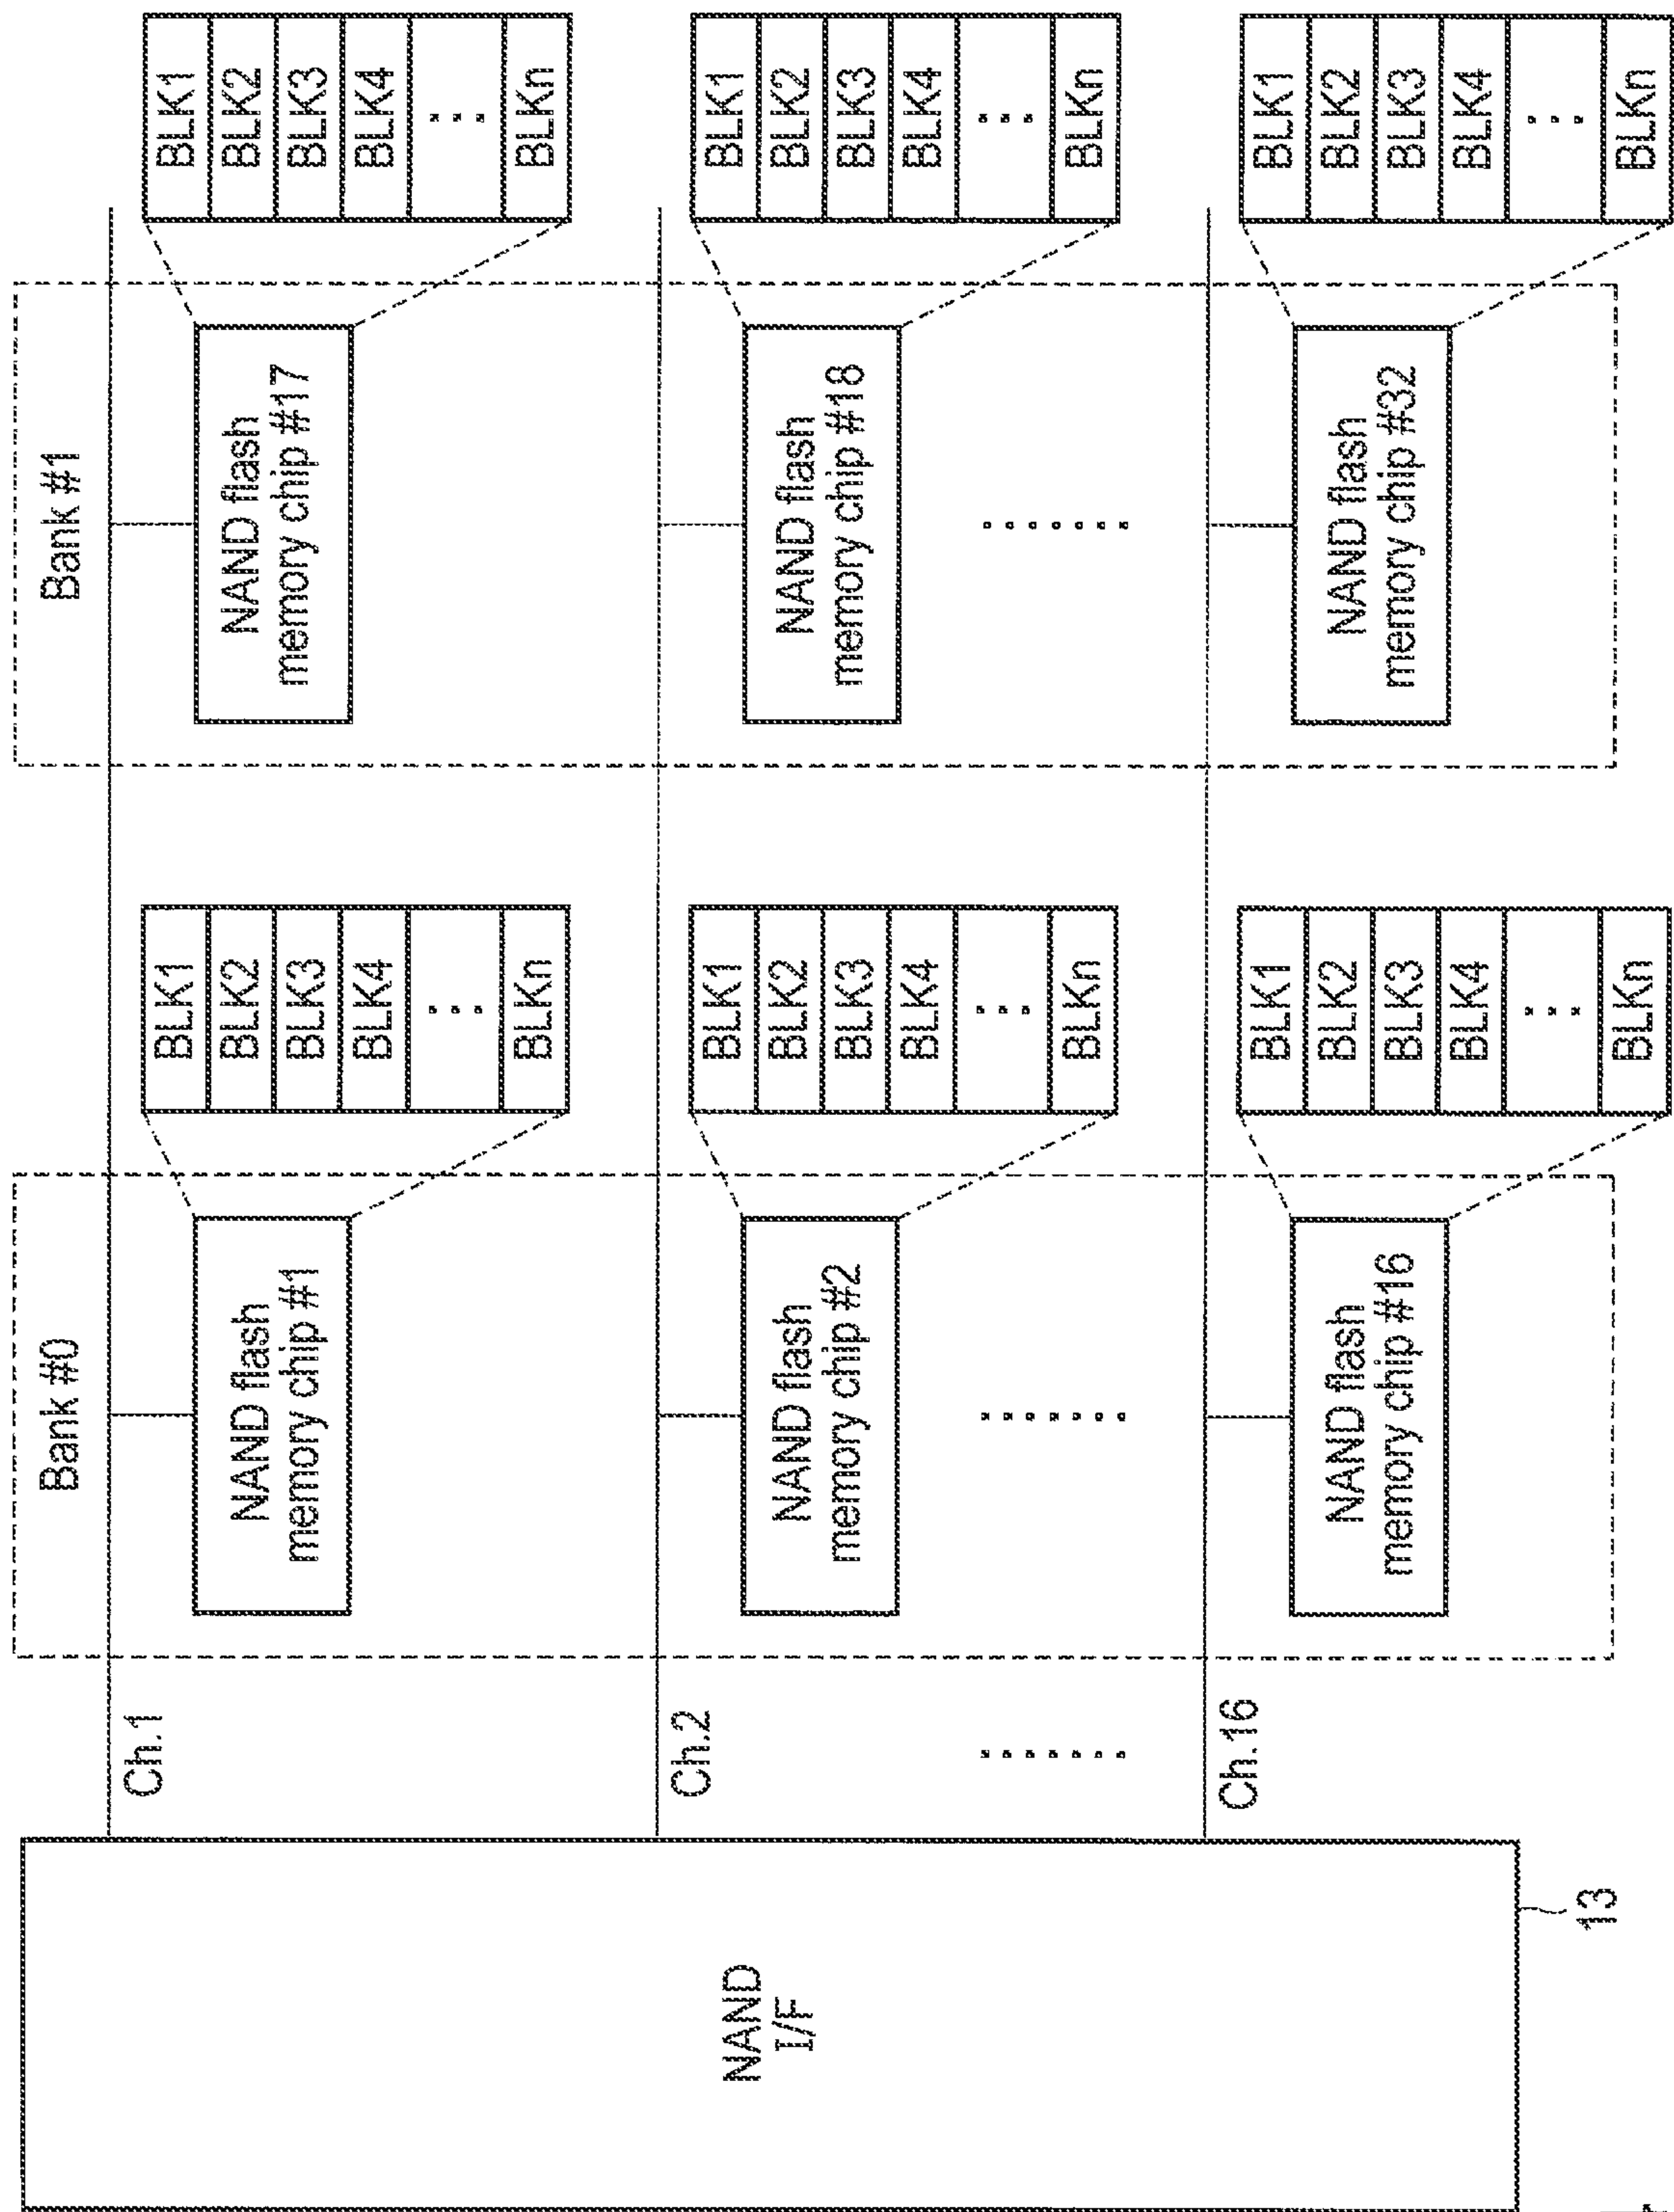 Bank #0
Bank #1
Ch.1
NAND flash
memory chip #1
BLK1
BLK2
BLK3
BLK4
...
BLKn
NAND flash
memory chip #17
BLK1
BLK2
BLK3
BLK4
...
BLKn
NAND
I/F
Ch.2
NAND flash
memory chip #2
BLK1
BLK2
BLK3
BLK4
...
BLKn
NAND flash
memory chip #18
BLK1
BLK2
BLK3
BLK4
...
BLKn
Ch.16
NAND flash
memory chip #16
BLK1
BLK2
BLK3
BLK4
...
BLKn
NAND flash
memory chip #32
BLK1
BLK2
BLK3
BLK4
...
BLKn
13